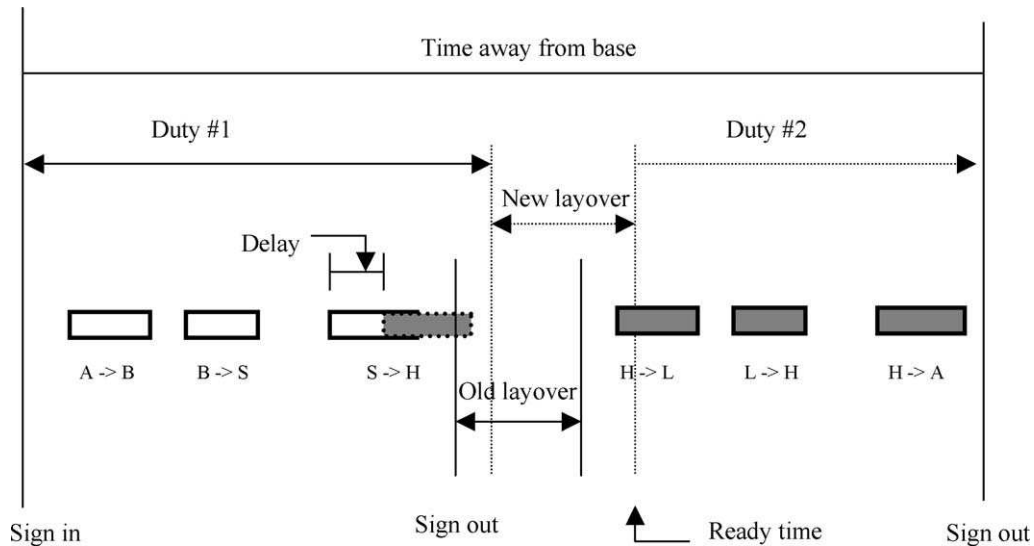 Time away from base
Duty #1
Duty #2
New layover
Delay
A -> B
B -> S
S -> H
H -> L
L -> H
H -> A
Old layover
Sign in
Sign out
Ready time
Sign out